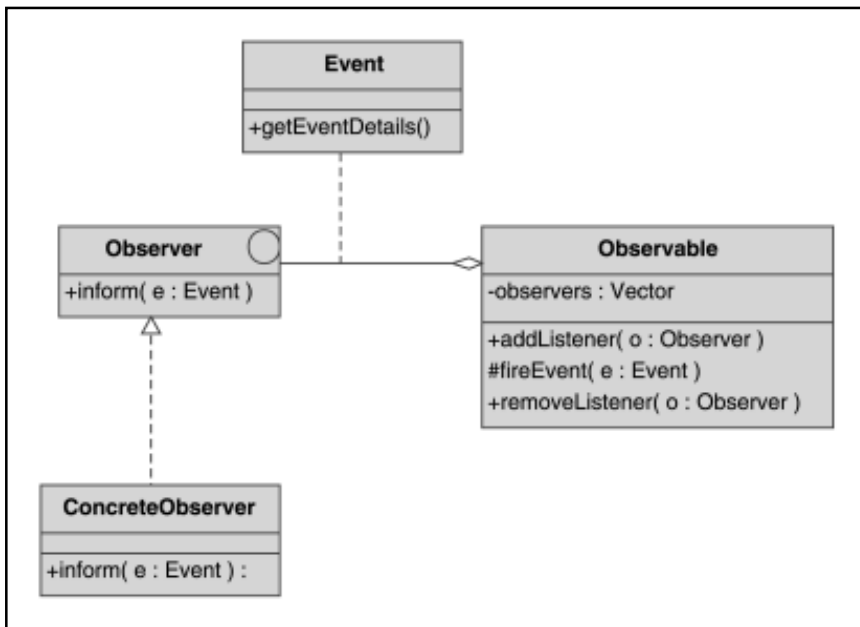 Event
+getEventDetails()
Observer
+inform( e : Event )
Observable
-observers : Vector
+addListener( o : Observer )
#fireEvent( e : Event )
+removeListener( o : Observer )
ConcreteObserver
+inform( e : Event ) :